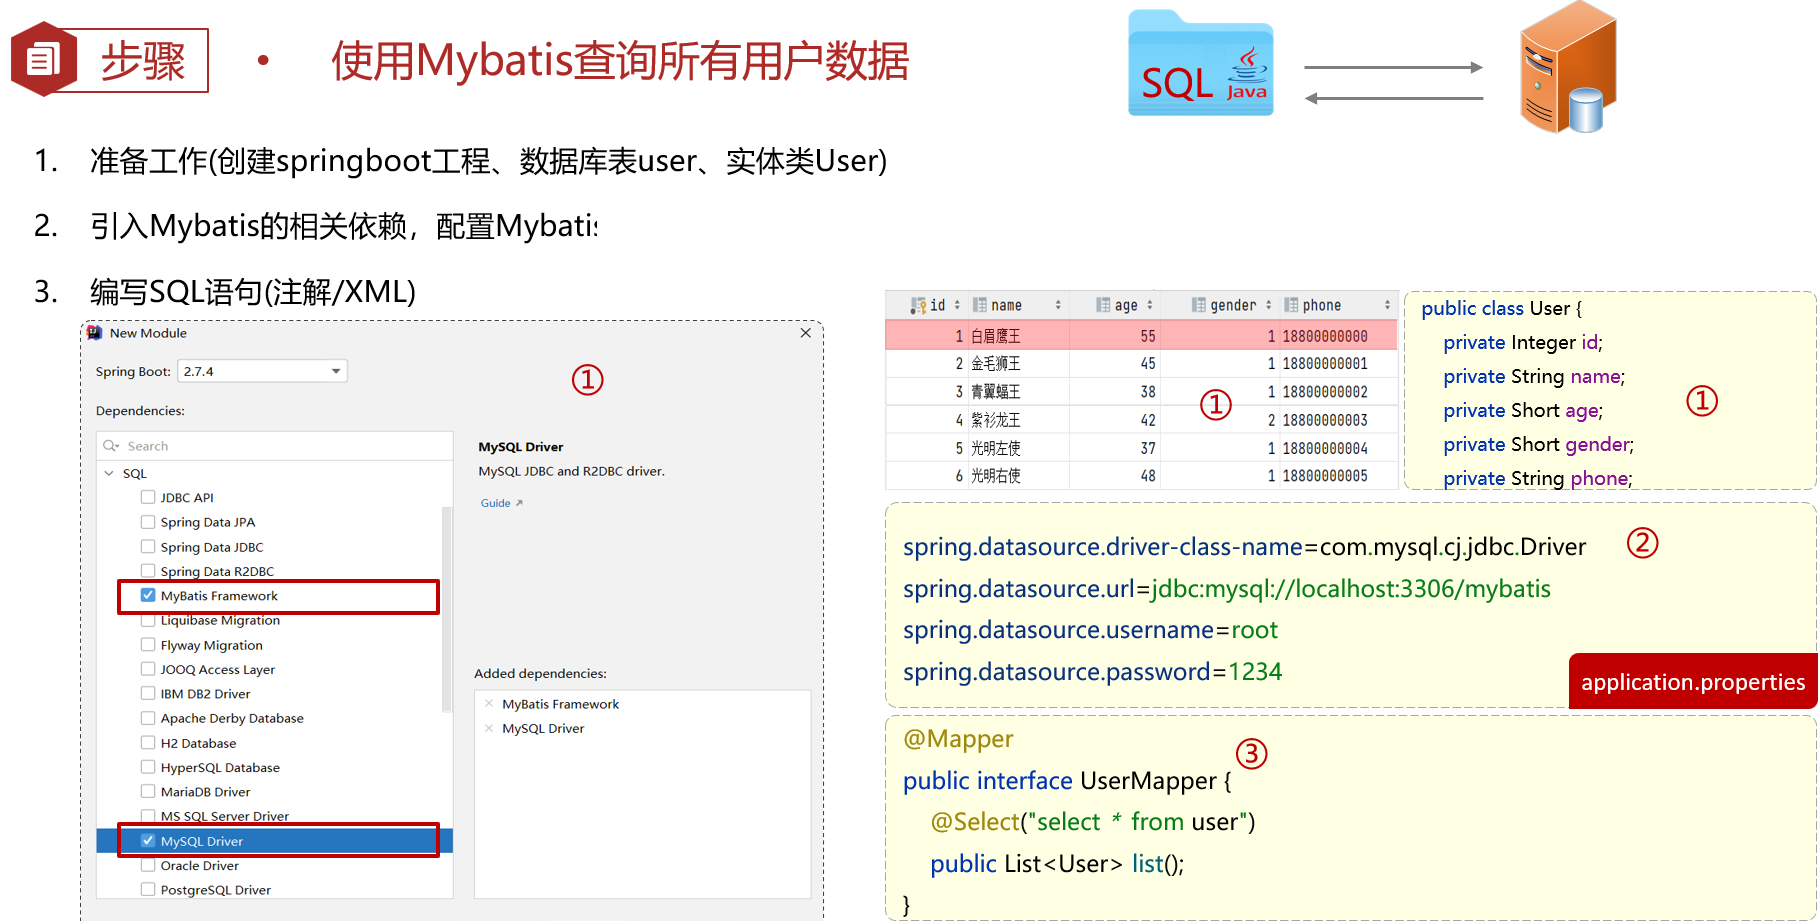 步骤
• 使用Mybatis查询所有用户数据
SQL Java
1. 准备工作(创建springboot工程、数据库表user、实体类User)
2. 引入Mybatis的相关依赖，配置Mybatis
3. 编写SQL语句(注解/XML)
New Module
Spring Boot: 2.7.4
①
Dependencies:
Search
SQL
JDBC API
Spring Data JPA
Spring Data JDBC
Spring Data R2DBC
MyBatis Framework
Liquibase Migration
Flyway Migration
JOOQ Access Layer
IBM DB2 Driver
Apache Derby Database
H2 Database
HyperSQL Database
MariaDB Driver
MS SQL Server Driver
MySQL Driver
Oracle Driver
PostgreSQL Driver
MySQL Driver
MySQL JDBC and R2DBC driver.
Guide
Added dependencies:
MyBatis Framework
MySQL Driver
id name age gender phone
1 白眉鹰王 55 1 18800000000
2 金毛狮王 45 1 18800000001
3 青翼蝠王 38 1 18800000002
4 紫衫龙王 42 2 18800000003
5 光明左使 37 1 18800000004
6 光明右使 48 1 18800000005
①
public class User {
private Integer id;
private String name;
private Short age;
private Short gender;
private String phone;
①
spring.datasource.driver-class-name=com.mysql.cj.jdbc.Driver
spring.datasource.url=jdbc:mysql://localhost:3306/mybatis
spring.datasource.username=root
spring.datasource.password=1234
②
application.properties
@Mapper
public interface UserMapper {
@Select("select * from user")
public List<User> list();
}
③